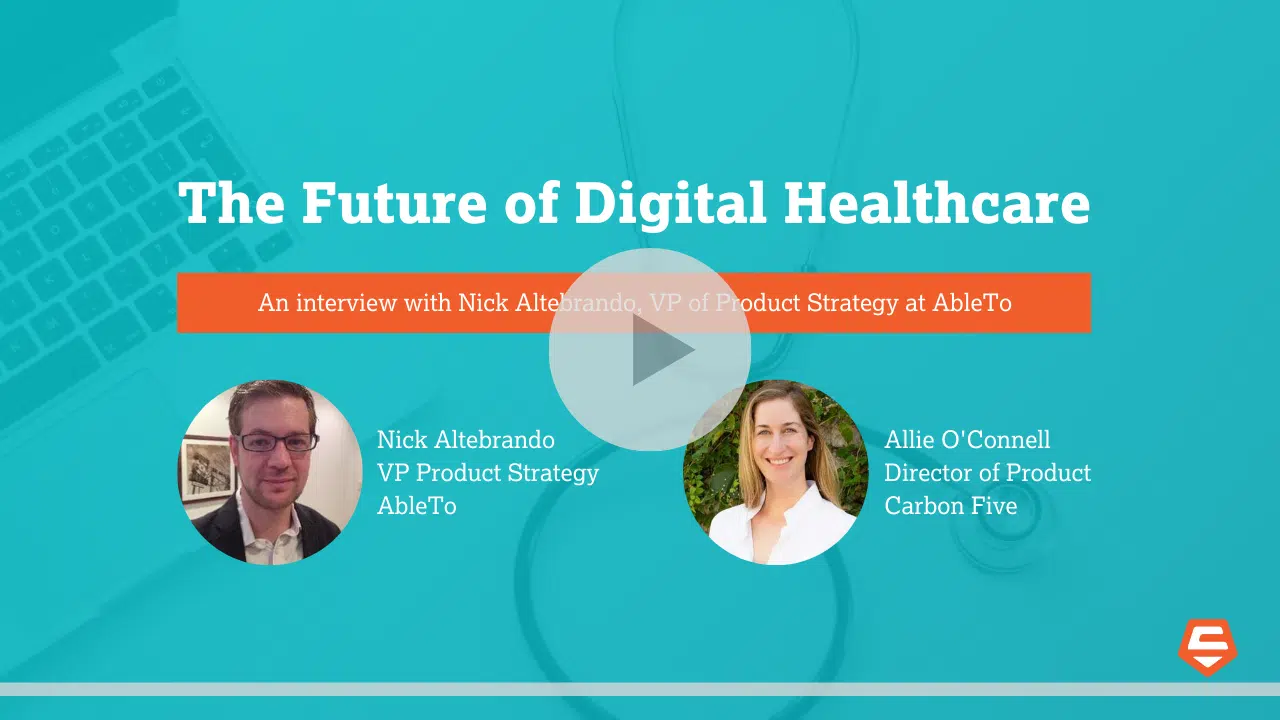 The Future of Digital Healthcare
An interview with Nick Altebrando, VP of Product Strategy at AbleTo
Nick Altebrando
VP Product Strategy
AbleTo
Allie O'Connell
Director of Product
Carbon Five